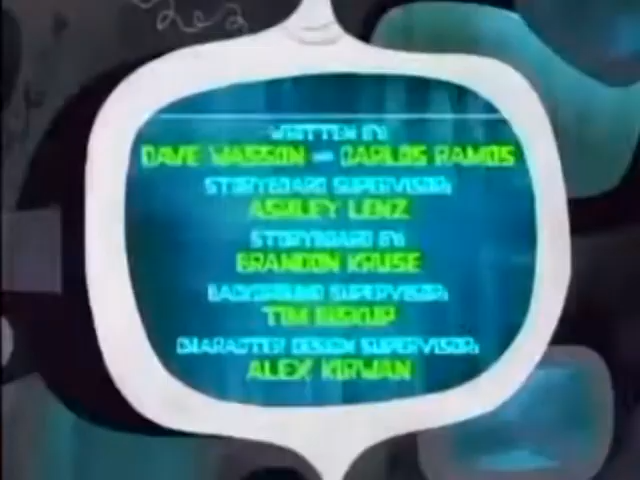 WRITTEN BY:
DAVE WASSON — CARLOS RAMOS
STORYBOARD SUPERVISOR:
ASHLEY LENZ
STORYBOARD BY:
BRANDON KRUSE
BACKGROUND SUPERVISOR:
TIM BISKUP
CHARACTER DESIGN SUPERVISOR:
ALEX KIRWAN